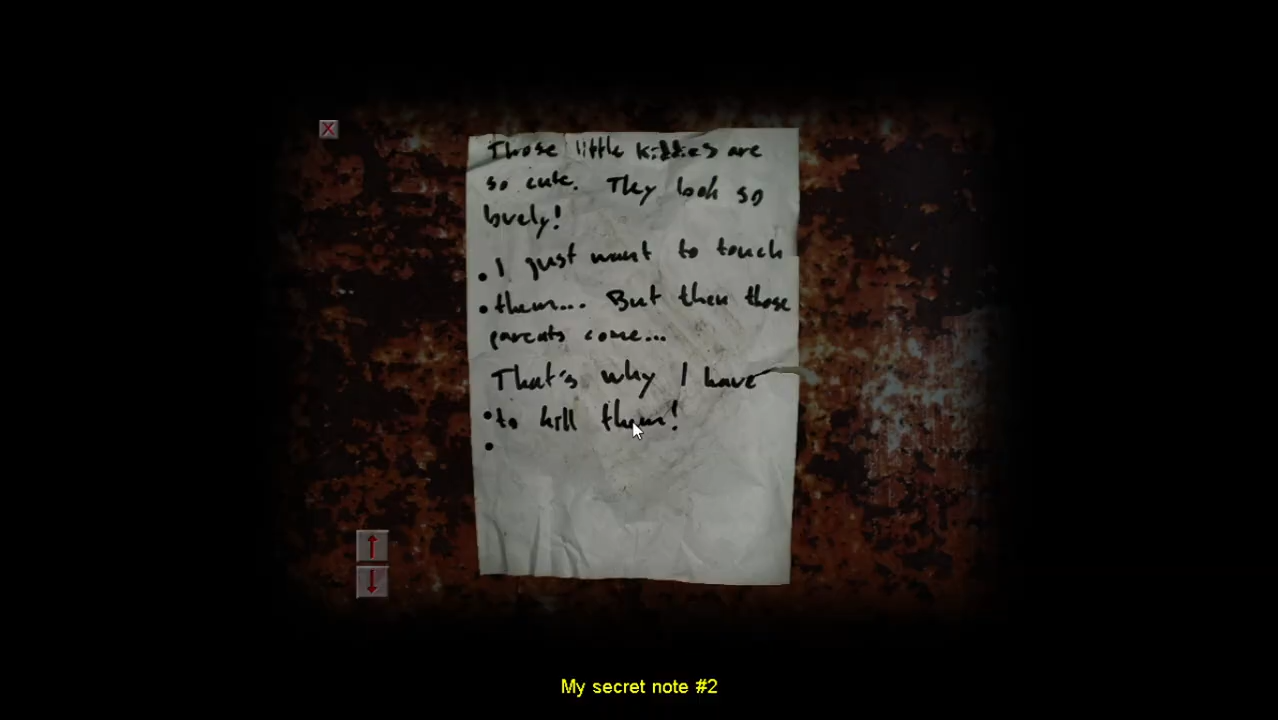 Those little kitties are
so cute. They look so
lovely!
I just want to touch
them... But then those
parents come...
That's why I have
to kill them!
My secret note #2